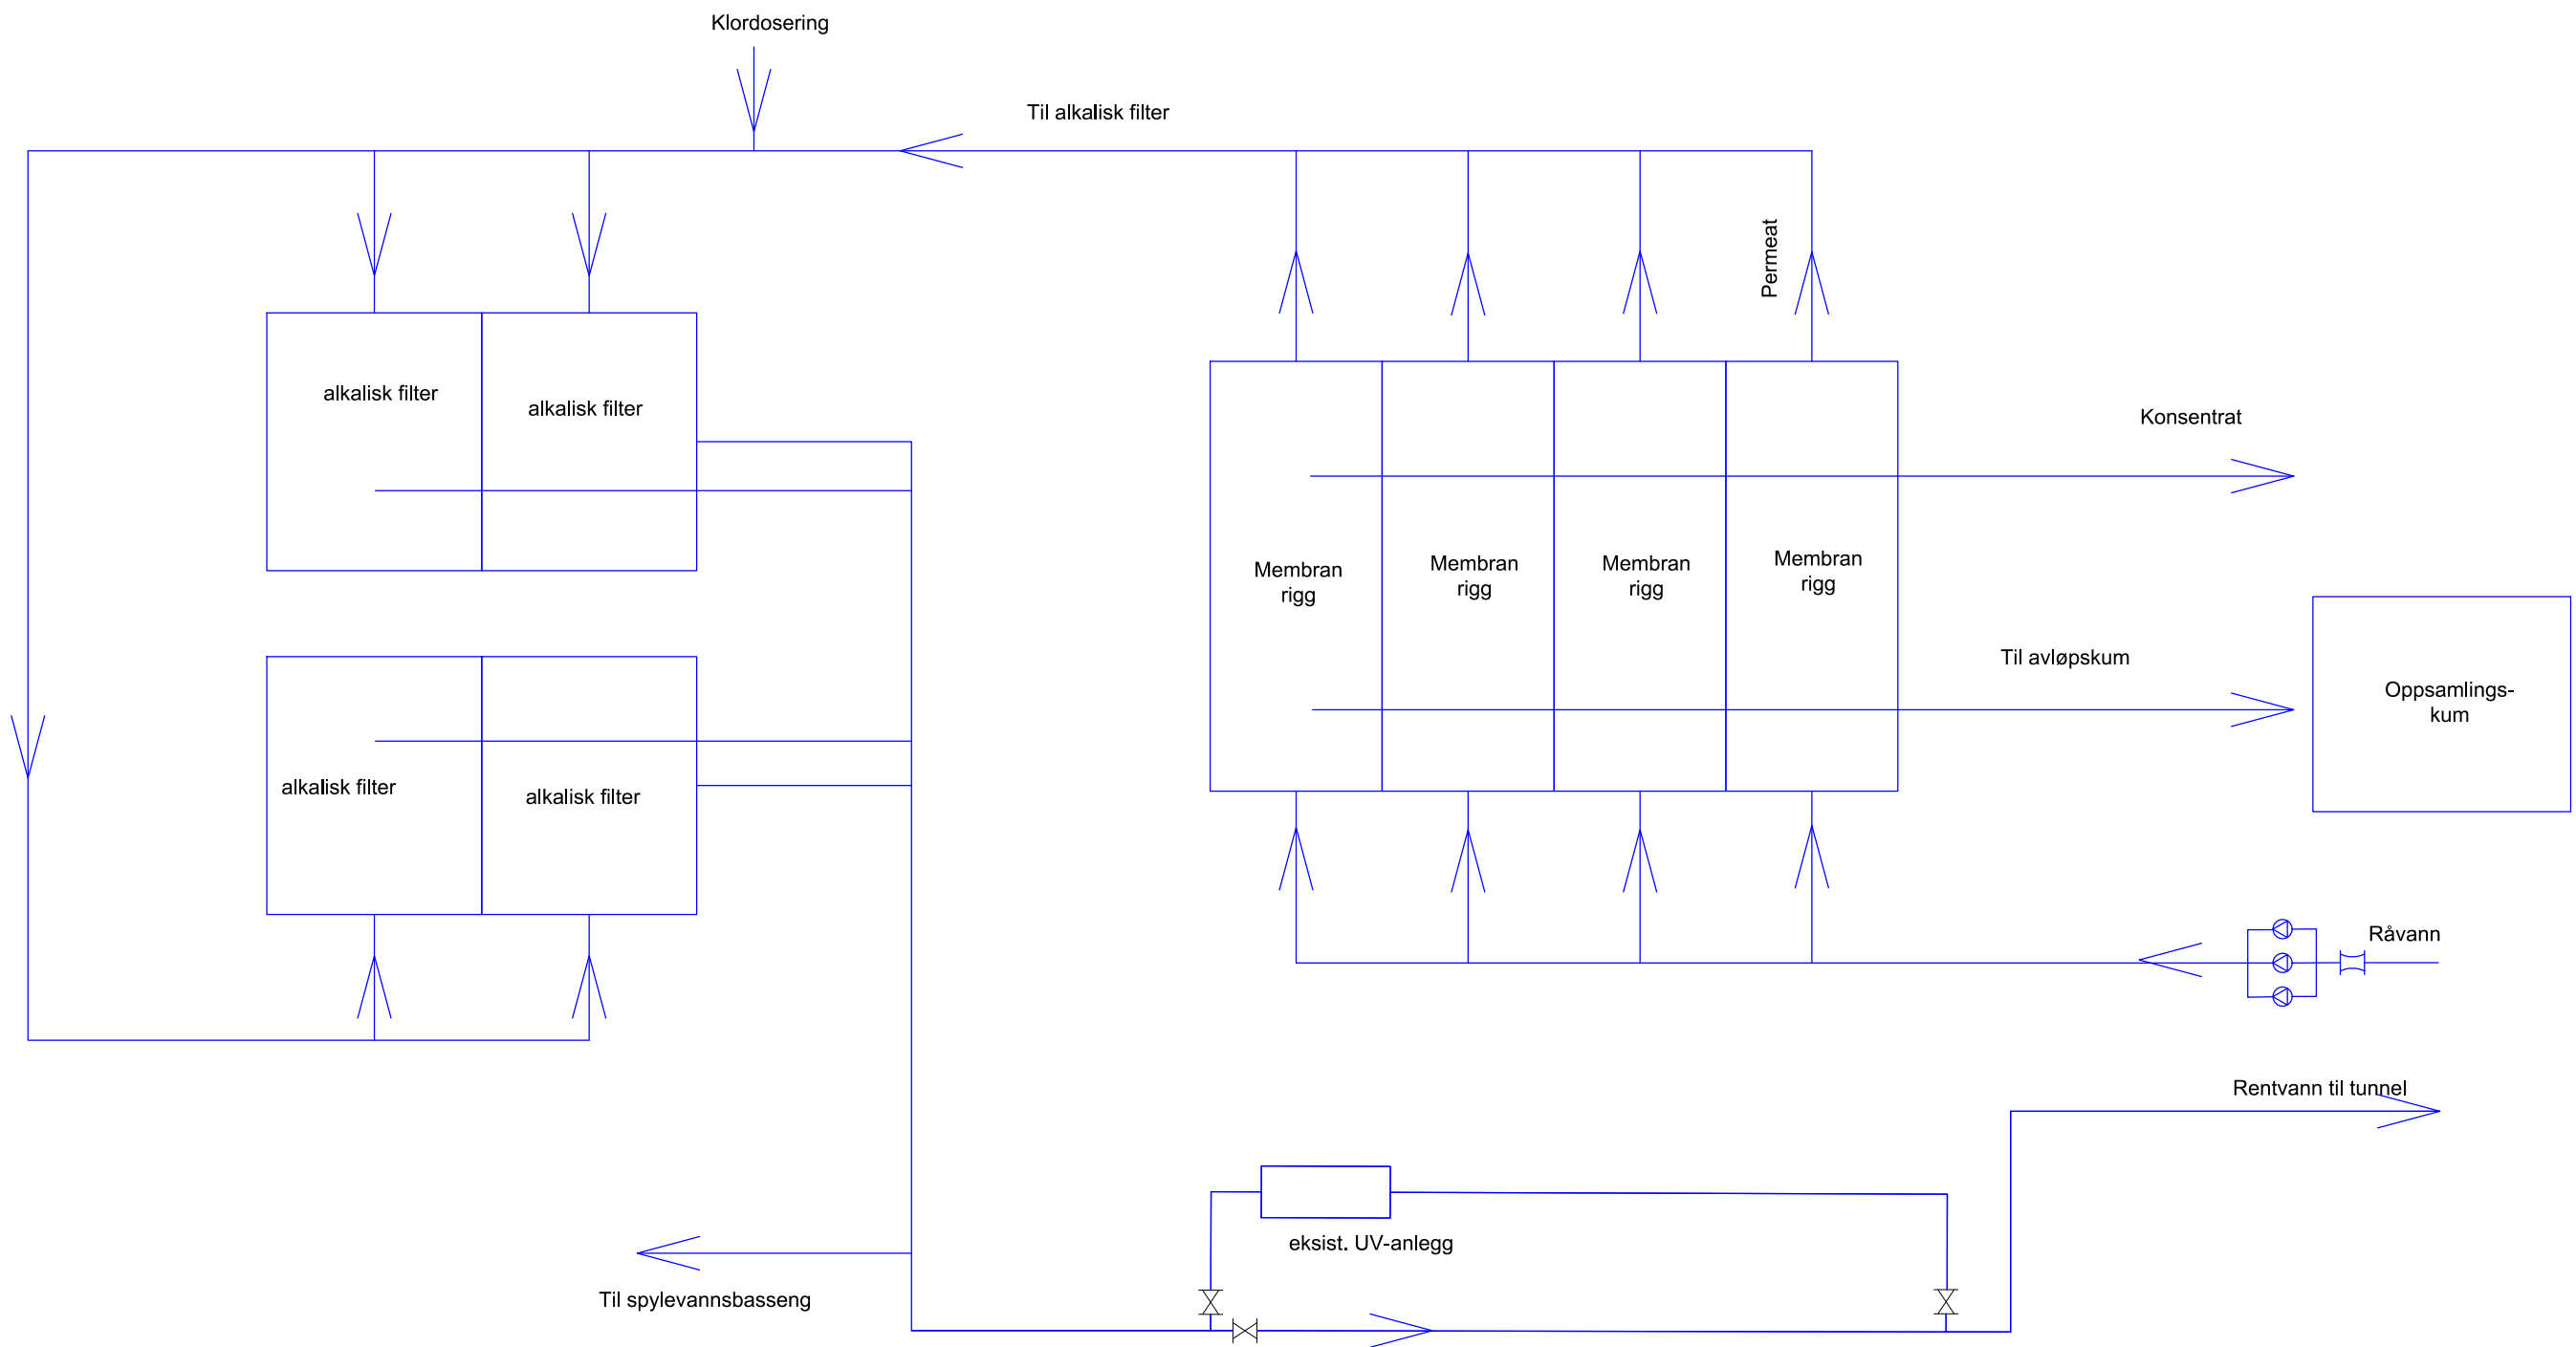 Klordosering
Til alkalisk filter
Permeat
alkalisk filter
alkalisk filter
Konsentrat
Membran
rigg
Membran
rigg
Membran
rigg
Membran
rigg
Til avløpskum
Oppsamlings-
kum
alkalisk filter
alkalisk filter
Råvann
Rentvann til tunnel
eksist. UV-anlegg
Til spylevannsbasseng